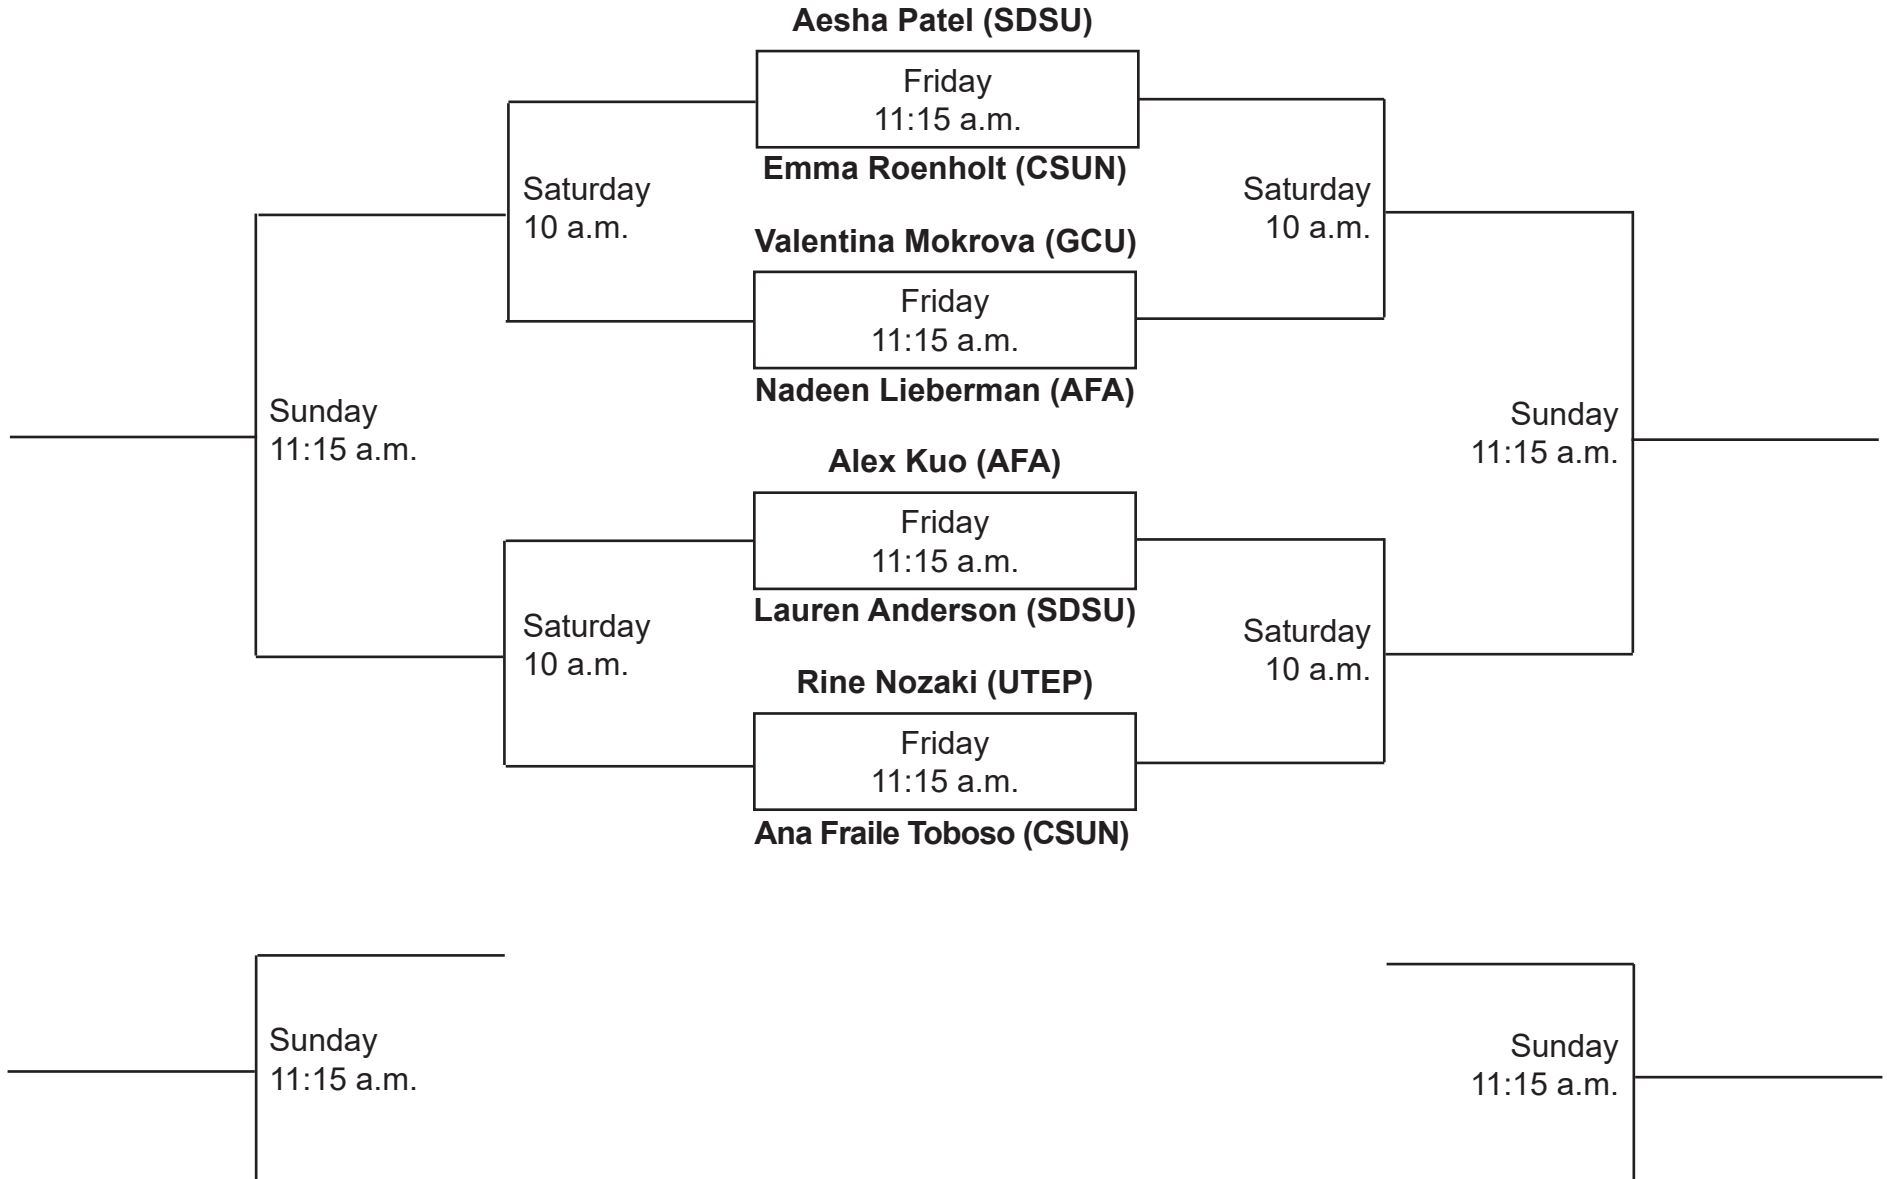 Aesha Patel (SDSU)
Friday
11:15 a.m.
Emma Roenholt (CSUN)
Saturday
10 a.m.
Saturday
10 a.m.
Valentina Mokrova (GCU)
Friday
11:15 a.m.
Nadeen Lieberman (AFA)
Sunday
11:15 a.m.
Sunday
11:15 a.m.
Alex Kuo (AFA)
Friday
11:15 a.m.
Lauren Anderson (SDSU)
Saturday
10 a.m.
Saturday
10 a.m.
Rine Nozaki (UTEP)
Friday
11:15 a.m.
Ana Fraile Toboso (CSUN)
Sunday
11:15 a.m.
Sunday
11:15 a.m.